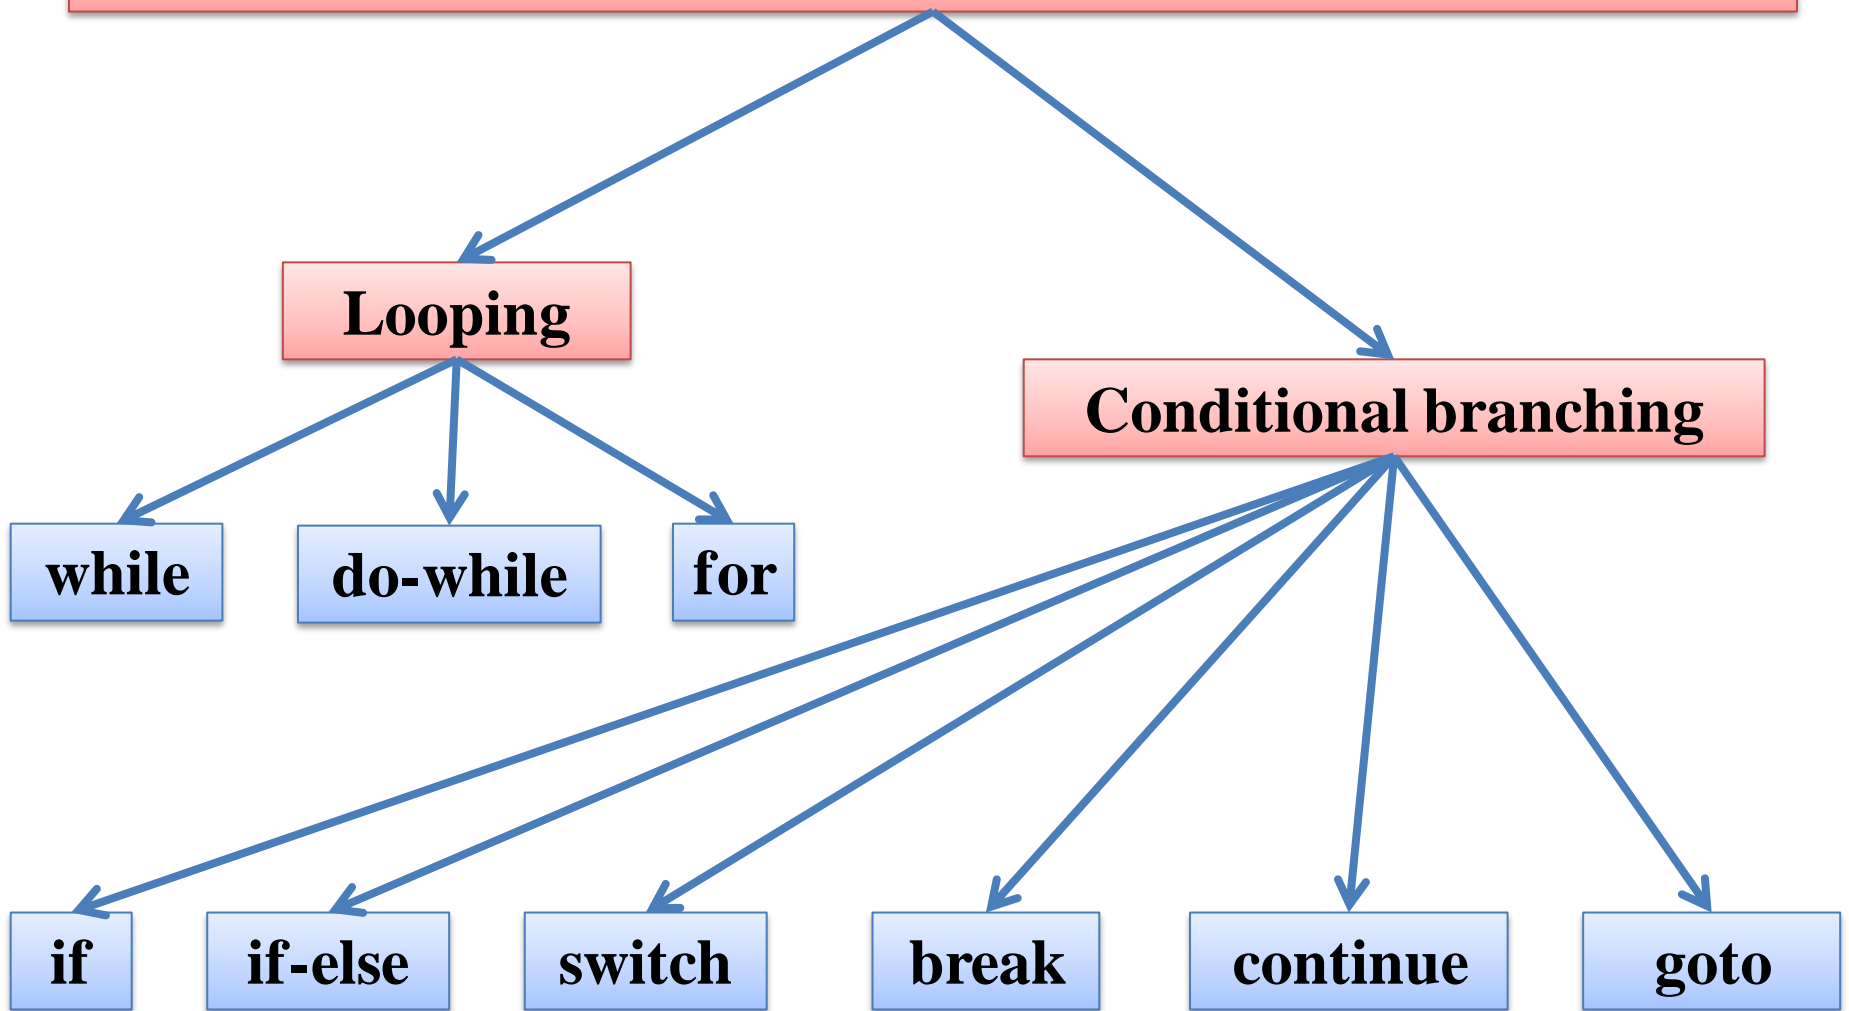 Looping
Conditional branching
while
do-while
for
if
if-else
switch
break
continue
goto